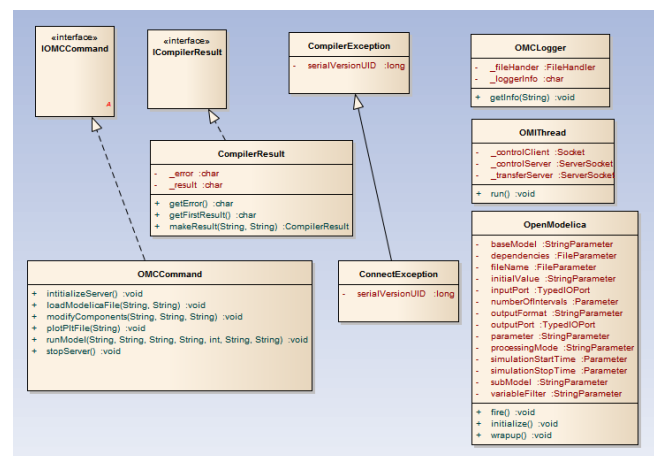 «interface»
IOMCCommand
A
«interface»
ICompilerResult
CompilerException
- serialVersionUID :long
OMCLogger
- _fileHander :FileHandler
- _loggerInfo :char
+ getInfo(String) :void
OMIThread
- _controlClient :Socket
- _controlServer :ServerSocket
- _transferServer :ServerSocket
+ run() :void
CompilerResult
- _error :char
- _result :char
+ getError() :char
+ getFirstResult() :char
+ makeResult(String, String) :CompilerResult
OMCCommand
+ intitializeServer() :void
+ loadModelicaFile(String, String) :void
+ modifyComponents(String, String, String) :void
+ plotPltFile(String) :void
+ runModel(String, String, String, String, int, String, String) :void
+ stopServer() :void
ConnectException
- serialVersionUID :long
OpenModelica
- baseModel :StringParameter
- dependencies :FileParameter
- fileName :FileParameter
- initialValue :StringParameter
- inputPort :TypedIOPort
- numberOfIntervals :Parameter
- outputFormat :StringParameter
- outputPort :TypedIOPort
- parameter :StringParameter
- processingMode :StringParameter
- simulationStartTime :Parameter
- simulationStopTime :Parameter
- subModel :StringParameter
- variableFilter :StringParameter
+ fire() :void
+ initialize() :void
+ wrapup() :void